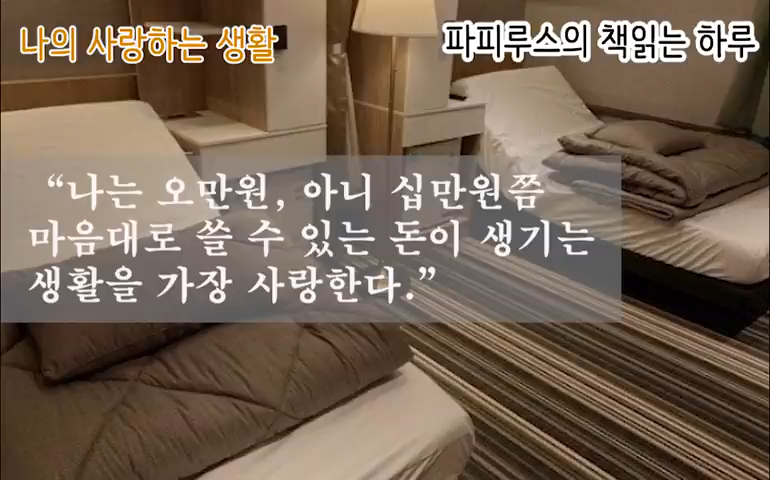 나의 사랑하는 생활
파피루스의 책읽는 하루
“나는 오만원, 아니 십만원쯤
마음대로 쓸 수 있는 돈이 생기는
생활을 가장 사랑한다.”